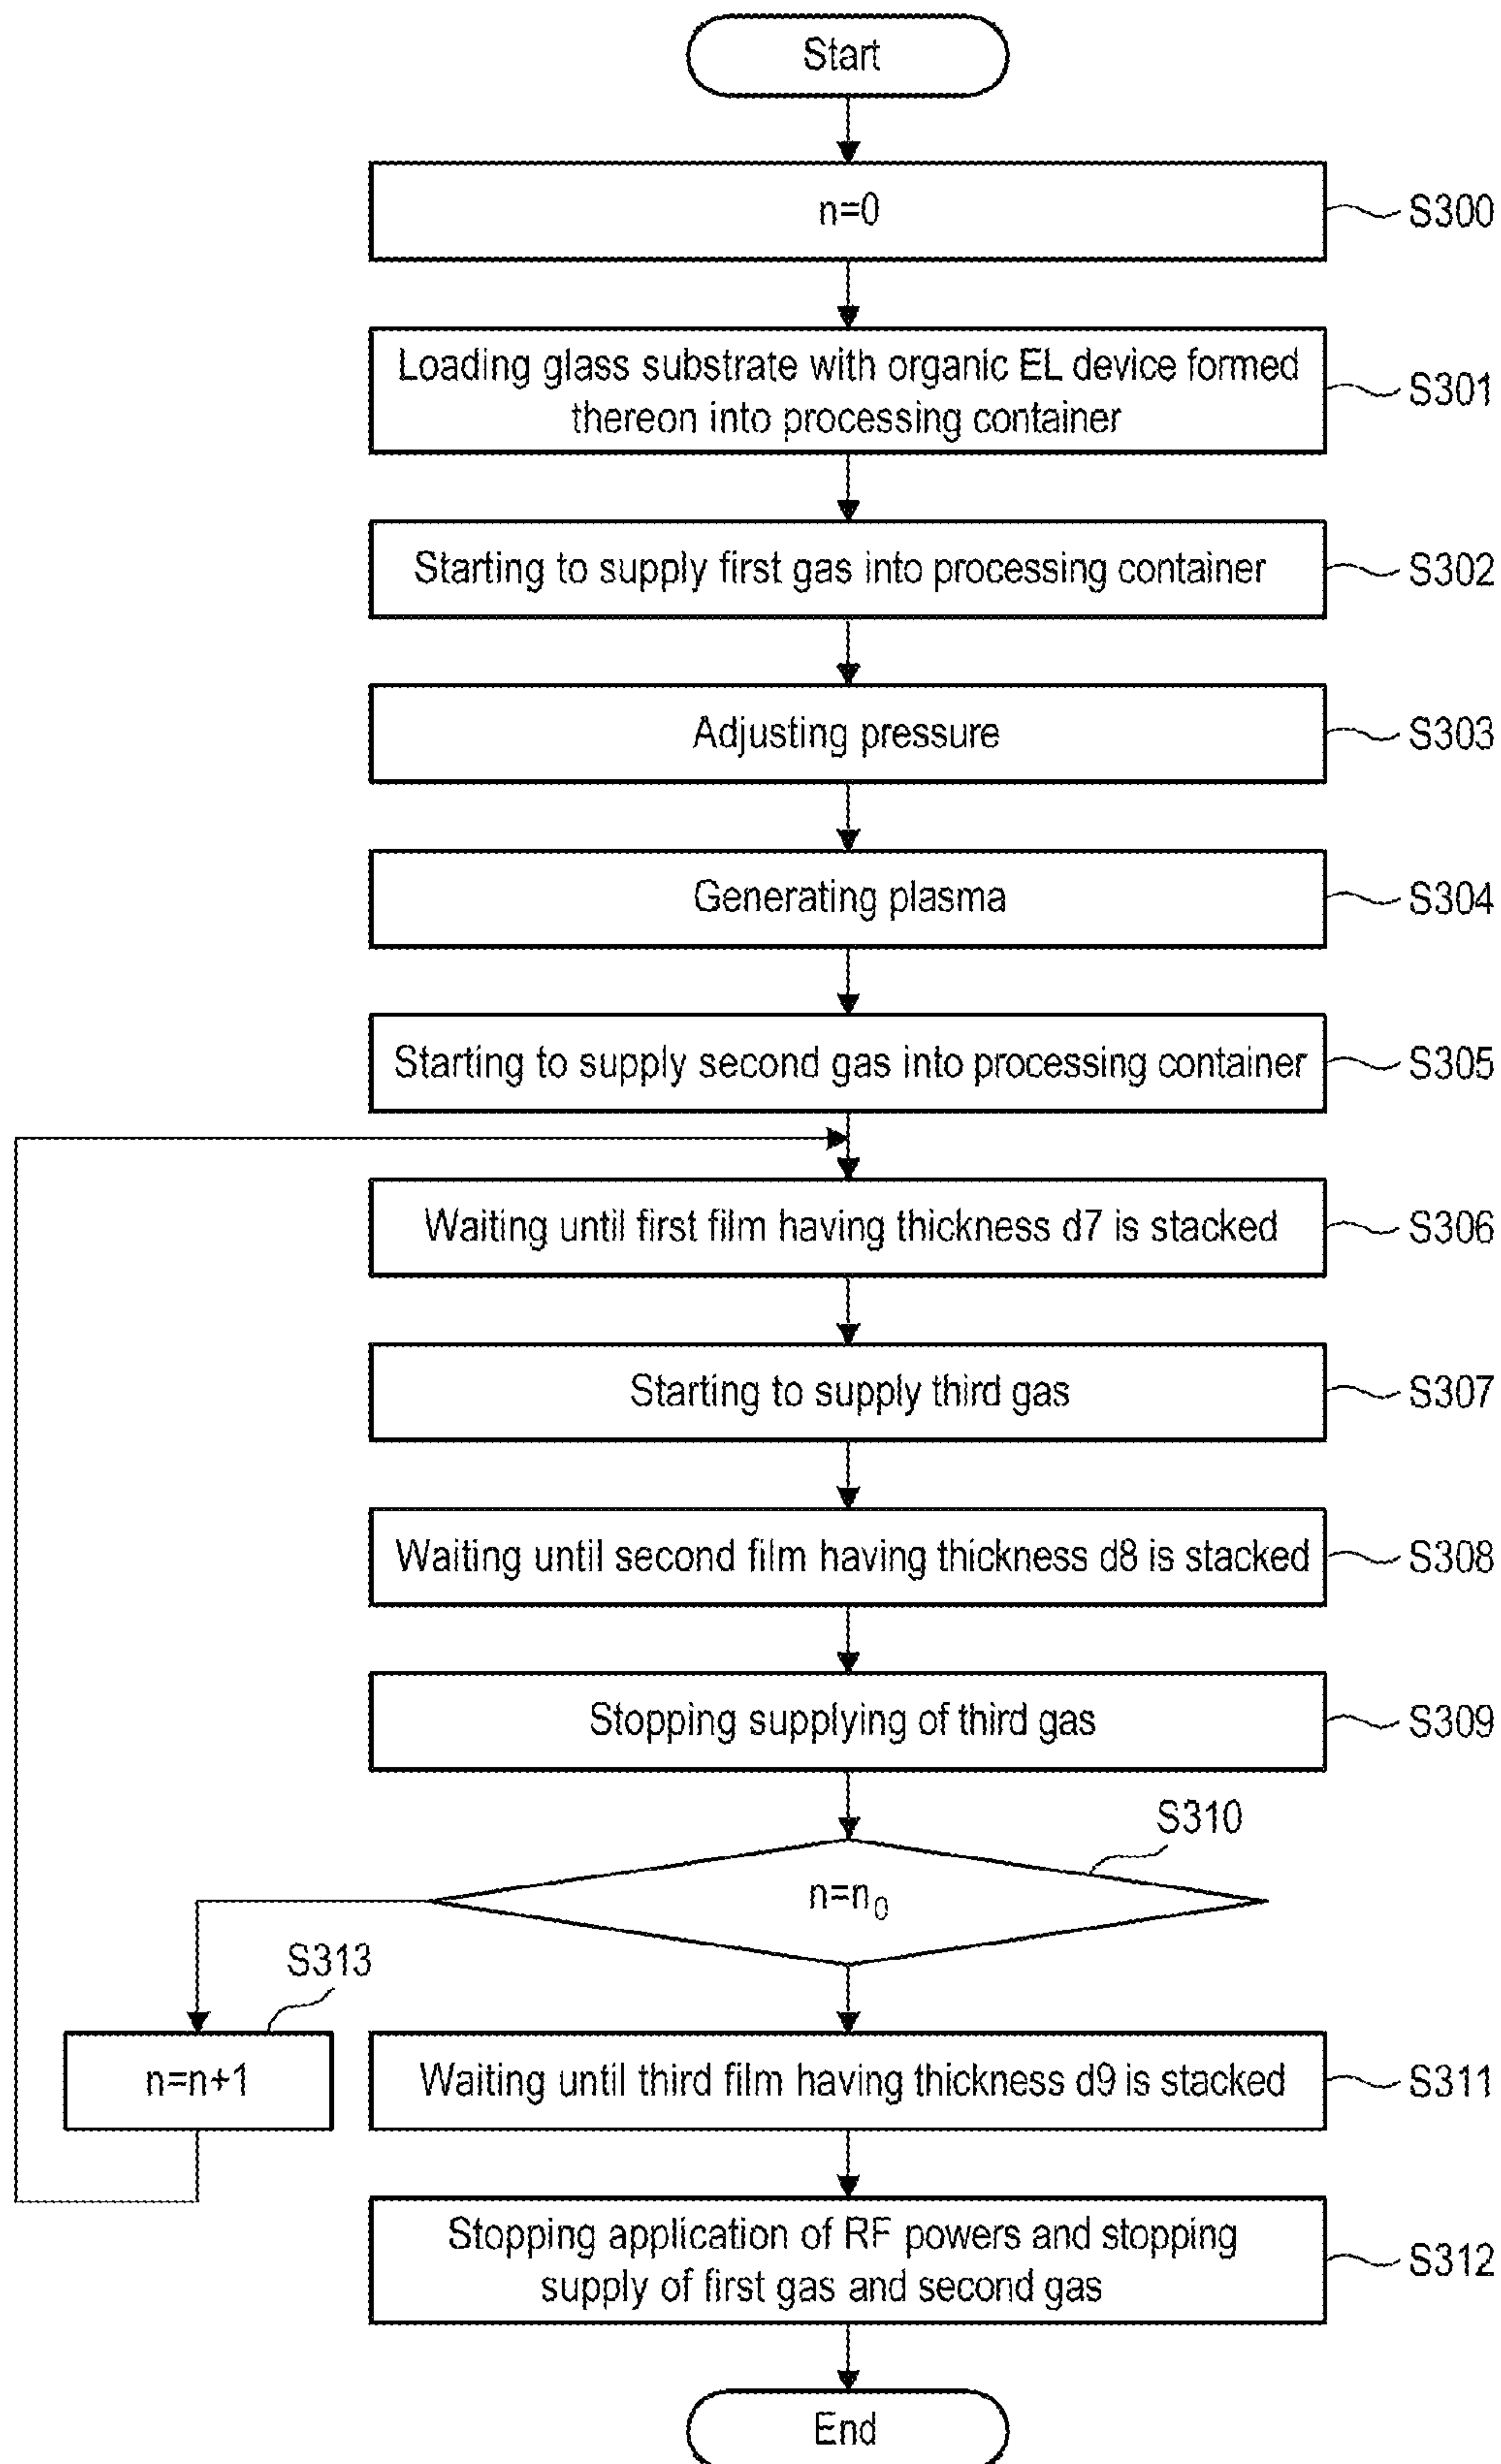 Start
n=0
S300
Loading glass substrate with organic EL device formed
thereon into processing container
S301
Starting to supply first gas into processing container
S302
Adjusting pressure
S303
Generating plasma
S304
Starting to supply second gas into processing container
S305
Waiting until first film having thickness d7 is stacked
S306
Starting to supply third gas
S307
Waiting until second film having thickness d8 is stacked
S308
Stopping supplying of third gas
S309
S310
n=n₀
S313
n=n+1
Waiting until third film having thickness d9 is stacked
S311
Stopping application of RF powers and stopping
supply of first gas and second gas
S312
End